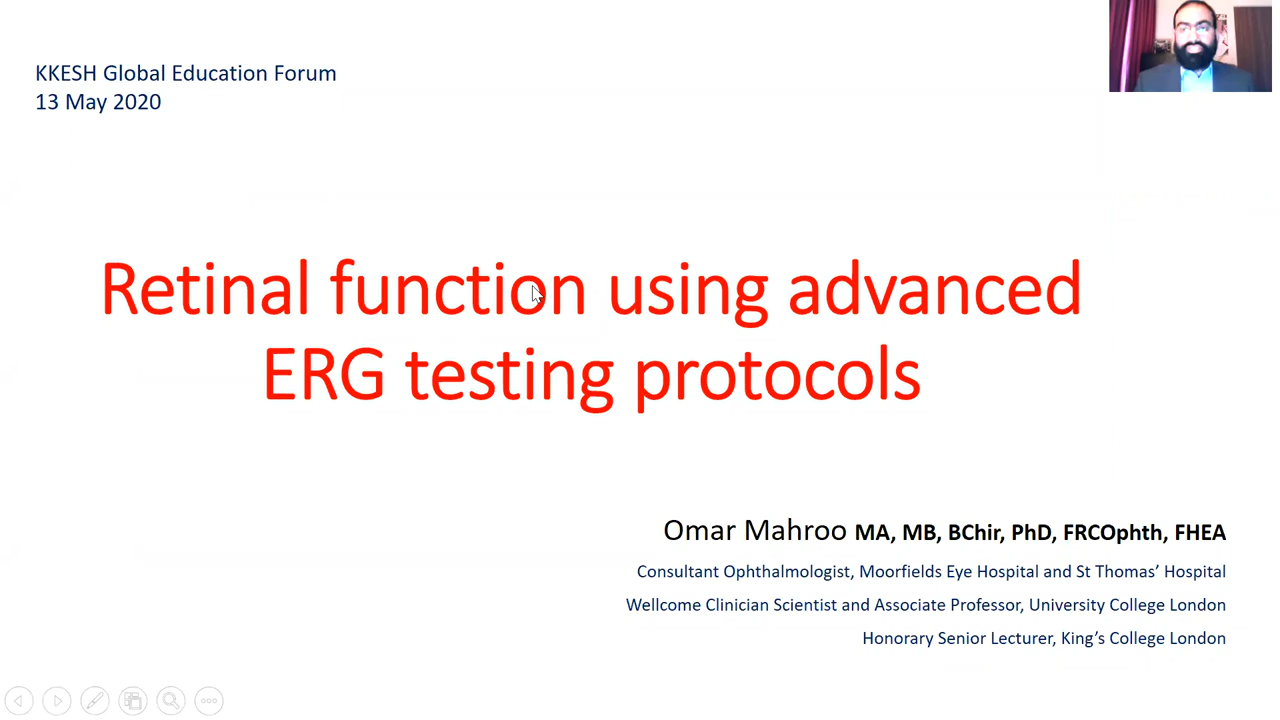 KKESH Global Education Forum
13 May 2020
Retinal function using advanced
ERG testing protocols
Omar Mahroo MA, MB, BChir, PhD, FRCOphth, FHEA
Consultant Ophthalmologist, Moorfields Eye Hospital and St Thomas’ Hospital
Wellcome Clinician Scientist and Associate Professor, University College London
Honorary Senior Lecturer, King’s College London